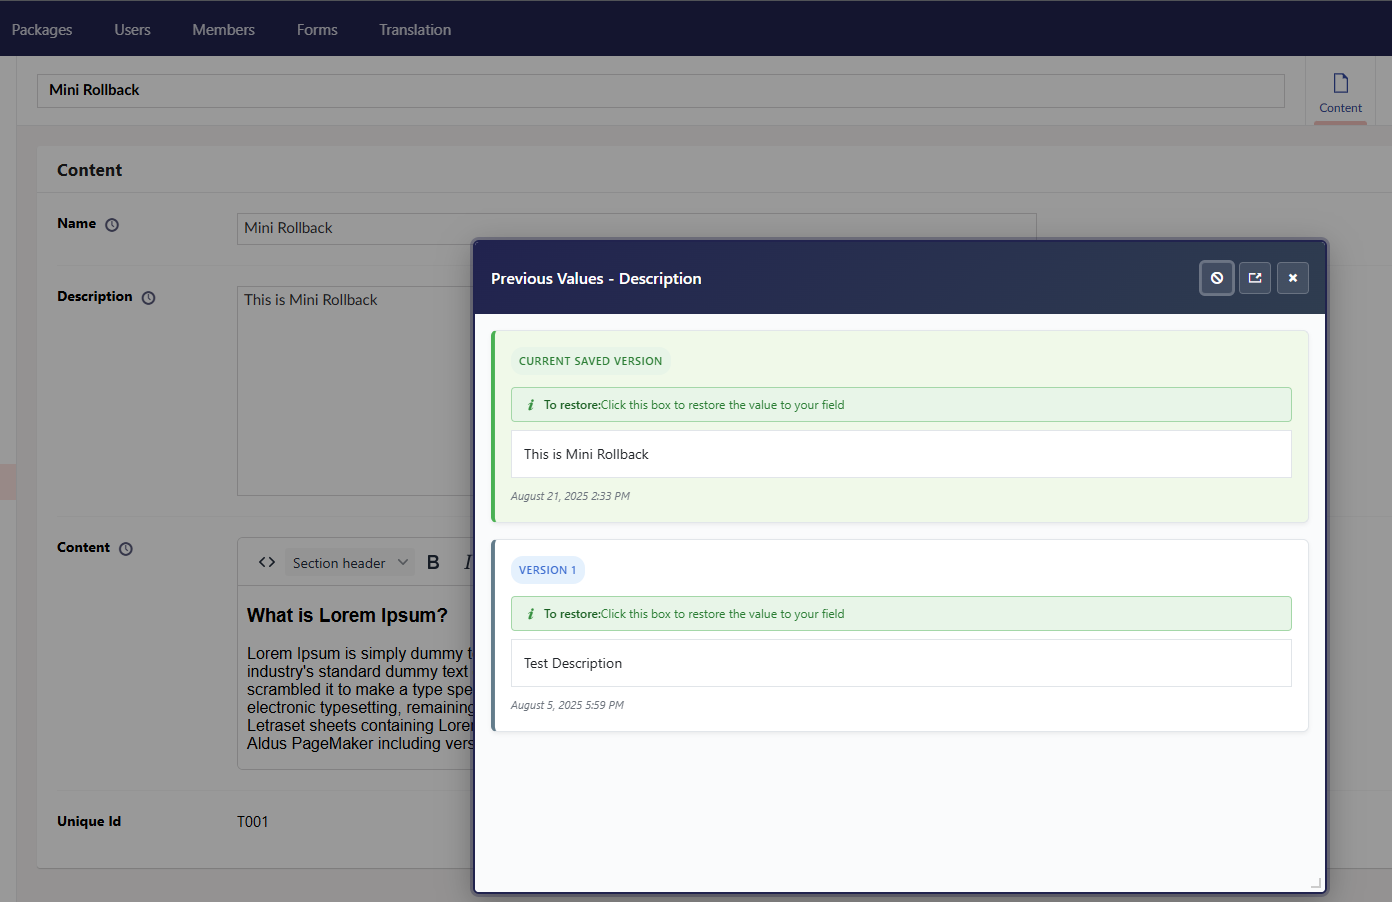 Packages Users Members Forms Translation
Mini Rollback
Content
Content
Name
Mini Rollback
Description
This is Mini Rollback
Previous Values - Description
CURRENT SAVED VERSION
i To restore:Click this box to restore the value to your field
This is Mini Rollback
August 21, 2025 2:33 PM
VERSION 1
i To restore:Click this box to restore the value to your field
Test Description
August 5, 2025 5:59 PM
Content
<> Section header B I
What is Lorem Ipsum?
Lorem Ipsum is simply dummy
industry's standard dummy text
scrambled it to make a type
electronic typesetting, remaining
Letraset sheets containing
Aldus PageMaker including
Unique Id
T001